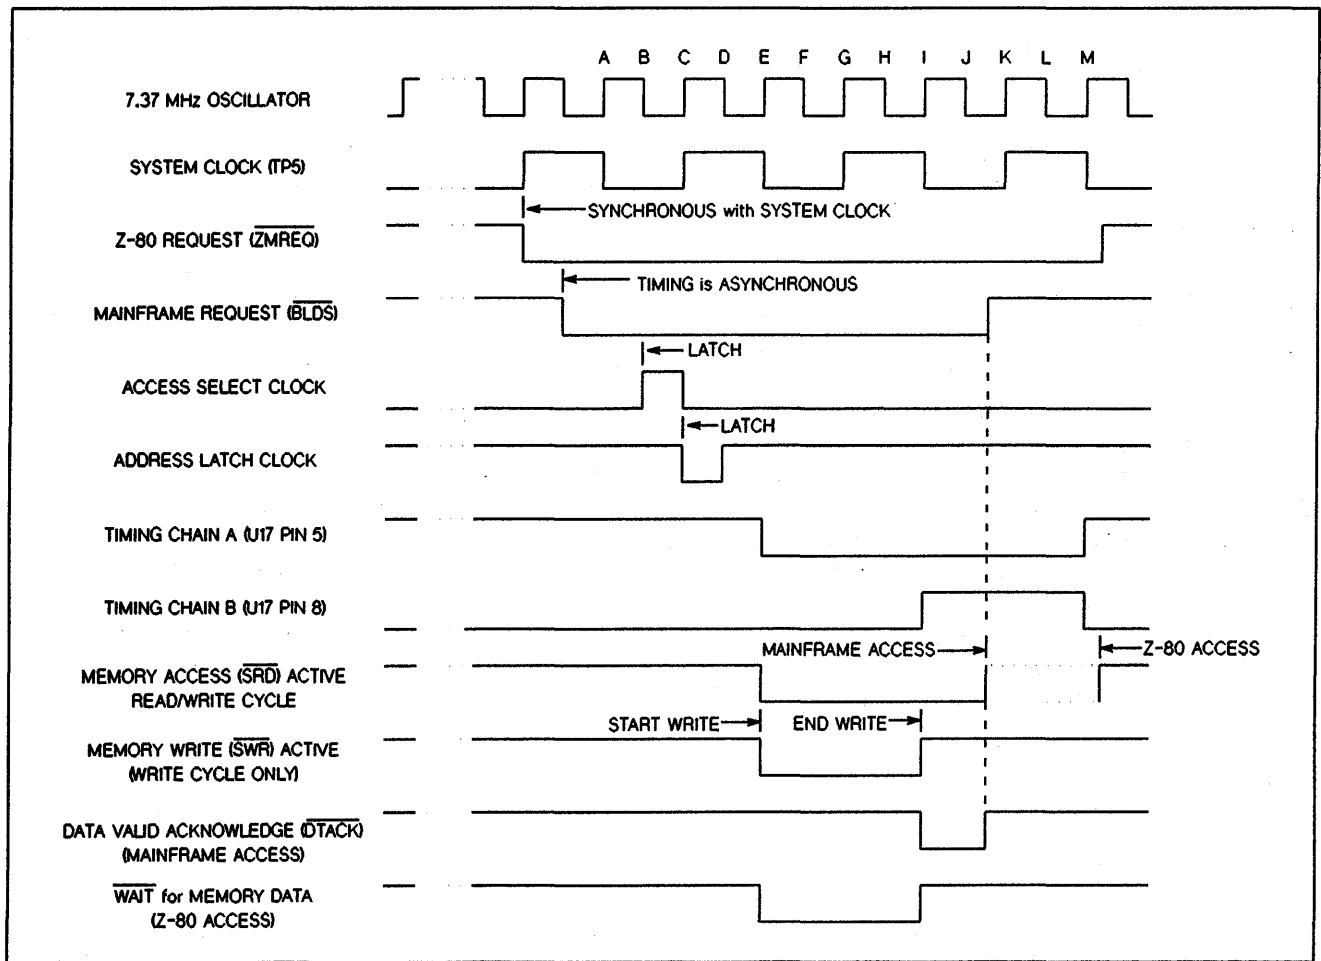 A B C D E F G H I J K L M
7.37 MHz OSCILLATOR
SYSTEM CLOCK (TP5)
SYNCHRONOUS with SYSTEM CLOCK
Z-80 REQUEST (ZMREQ)
TIMING is ASYNCHRONOUS
MAINFRAME REQUEST (BLDS)
LATCH
ACCESS SELECT CLOCK
LATCH
ADDRESS LATCH CLOCK
TIMING CHAIN A (U17 PIN 5)
TIMING CHAIN B (U17 PIN 8)
MAINFRAME ACCESS
Z-80 ACCESS
MEMORY ACCESS (SRD) ACTIVE
READ/WRITE CYCLE
START WRITE
END WRITE
MEMORY WRITE (SWR) ACTIVE
(WRITE CYCLE ONLY)
DATA VALID ACKNOWLEDGE (DTACK)
(MAINFRAME ACCESS)
WAIT for MEMORY DATA
(Z-80 ACCESS)